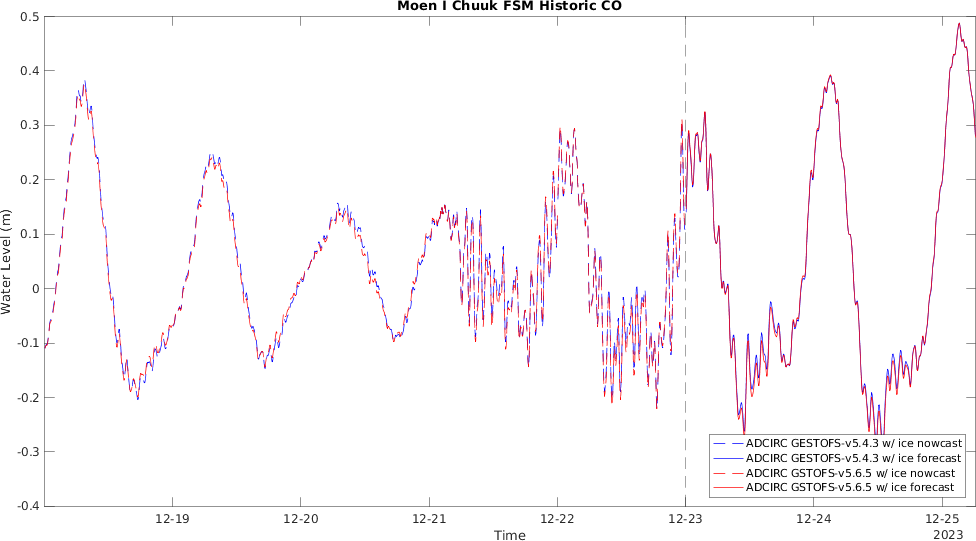 Moen I Chuuk FSM Historic CO
0.5
0.4
0.3
0.2
0.1
0
-0.1
-0.2
-0.3
-0.4
Water Level (m)
ADCIRC GESTOFS-v5.4.3 w/ ice nowcast
ADCIRC GESTOFS-v5.4.3 w/ ice forecast
ADCIRC GSTOFS-v5.6.5 w/ ice nowcast
ADCIRC GSTOFS-v5.6.5 w/ ice forecast
12-19 12-20 12-21 12-22 12-23 12-24 12-25
Time
2023